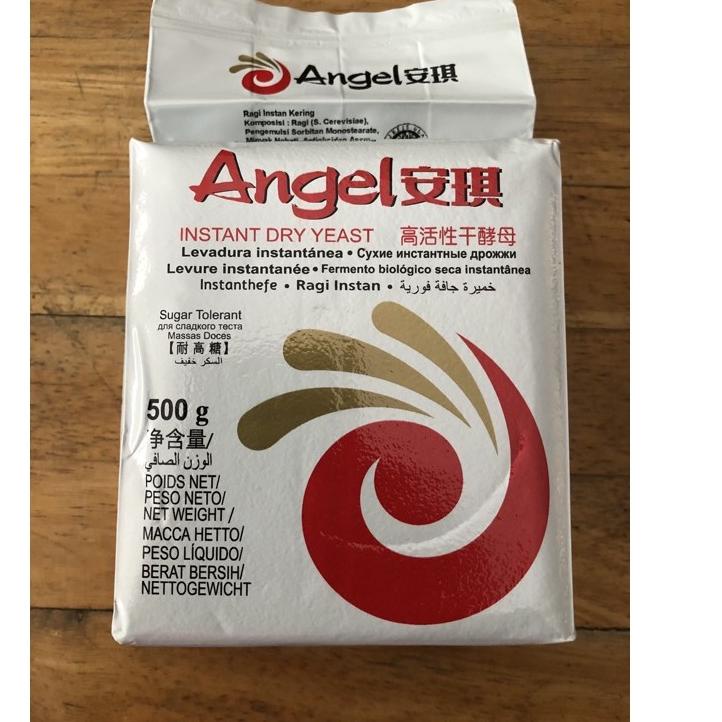 Angel安琪
Ragi Instan Kering
Komposisi : Ragi (S. Cerevisiae),
Pengemulsi Sorbitan Monostearate,
Angel安琪
INSTANT DRY YEAST 高活性干酵母
Levadura instantánea • Сухие инстантные дрожжи
Levure instantanée • Fermento biológico seca instantânea
Instanthefe • Ragi Instan • خميرة جافة فورية
Sugar Tolerant
для сладкого теста
Massas Doces
【耐高糖】
السكر خفيف
500 g
净含量/
الوزن الصافي
POIDS NET/
PESO NETO/
NET WEIGHT /
МАССА НЕТТО/
PESO LÍQUIDO/
BERAT BERSIH/
NETTOGEWICHT